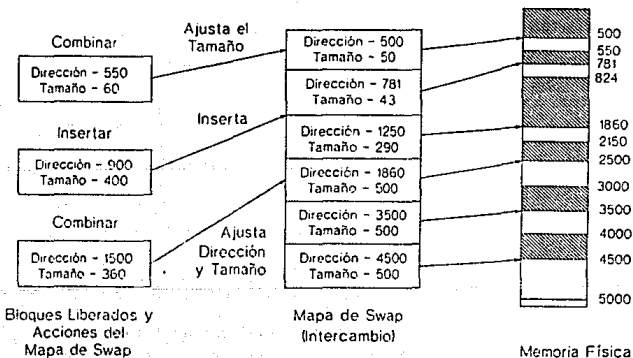 Combinar
Dirección - 550
Tamaño - 60
Insertar
Dirección - 900
Tamaño - 400
Combinar
Dirección - 1500
Tamaño - 360
Bloques Liberados y
Acciones del
Mapa de Swap
Ajusta el
Tamaño
Inserta
Ajusta
Dirección
y Tamaño
Dirección - 500
Tamaño - 50
Dirección - 781
Tamaño - 43
Dirección - 1250
Tamaño - 290
Dirección - 1860
Tamaño - 500
Dirección - 3500
Tamaño - 500
Dirección - 4500
Tamaño - 500
Mapa de Swap
(Intercambio)
500
550
781
824
1860
2150
2500
3000
3500
4000
4500
5000
Memoria Física